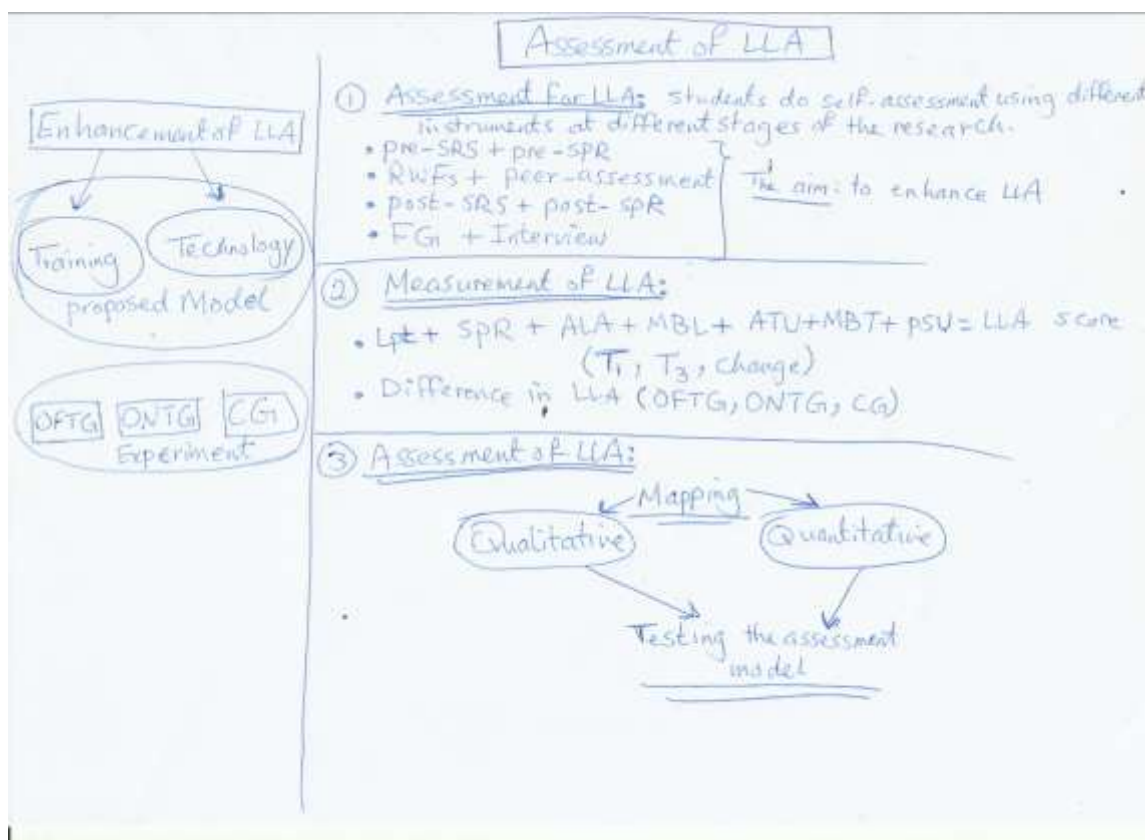 Assessment of LLA
Enhancement of LLA
Training
Technology
proposed Model
OFTG ONTG CG
Experiment
① Assessment for LLA: students do self-assessment using different
instruments at different stages of the research.
• pre-SRS + pre-SPR
• RWFs + peer-assessment
• post-SRS + post-SPR
• FG + Interview
The aim: to enhance LLA
② Measurement of LLA:
• + SPR + ALA + MBL + ATU + MBT + PSU = LLA score
(T1, T3, change)
• Difference in LLA (OFTG, ONTG, CG)
③ Assessment of LLA:
Mapping
Qualitative
Quantitative
Testing the assessment
model